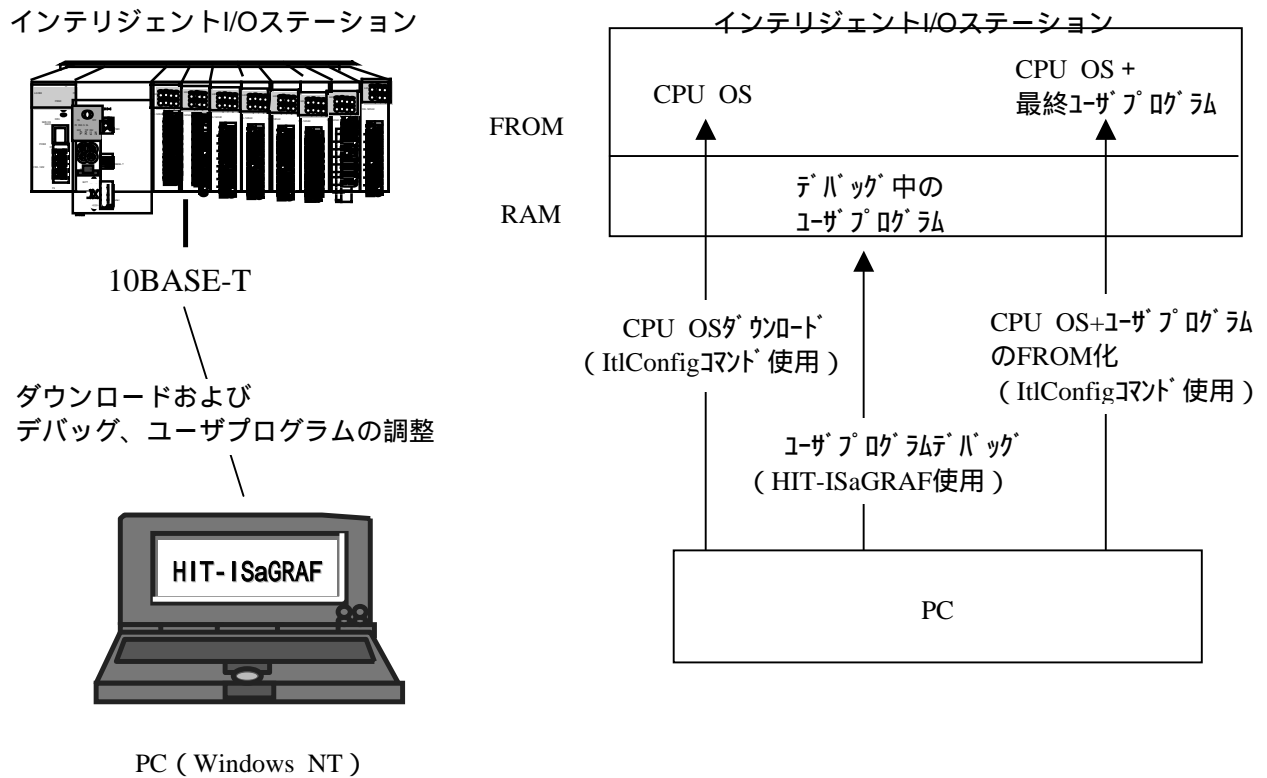 インテリジェントI/Oステーション
10BASE-T
ダウンロードおよび
デバッグ、ユーザプログラムの調整
HIT-ISaGRAF
PC（Windows NT）
インテリジェントI/Oステーション
FROM
CPU OS
CPU OS +
最終ﾕｰｻﾞﾌﾟﾛｸﾞﾗﾑ
RAM
ﾃﾞﾊﾞｯｸﾞ中の
ﾕｰｻﾞﾌﾟﾛｸﾞﾗﾑ
CPU OSﾀﾞｳﾝﾛｰﾄﾞ
（ItlConfigｺﾏﾝﾄﾞ使用）
ﾕｰｻﾞﾌﾟﾛｸﾞﾗﾑﾃﾞﾊﾞｯｸﾞ
（HIT-ISaGRAF使用）
CPU OS+ﾕｰｻﾞﾌﾟﾛｸﾞﾗﾑ
のFROM化
（ItlConfigｺﾏﾝﾄﾞ使用）
PC